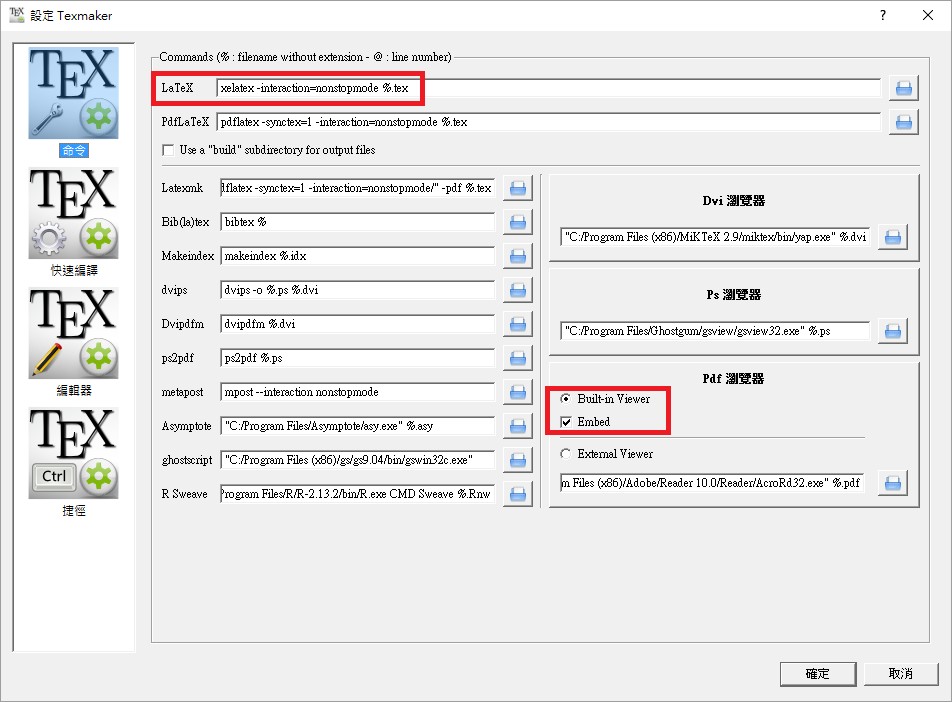 設定 Texmaker
?
TEX
命令
TEX
快速編譯
TEX
編輯器
TEX
Ctrl
捷徑
Commands (% : filename without extension - @ : line number)
LaTeX xelatex -interaction=nonstopmode %.tex
PdfLaTeX pdflatex -synctex=1 -interaction=nonstopmode %.tex
Use a "build" subdirectory for output files
Latexmk dflatex -synctex=1 -interaction=nonstopmode/" -pdf %.tex
Bib(la)tex bibtex %
Makeindex makeindex %.idx
dvips dvips -o %.ps %.dvi
Dvipdfm dvipdfm %.dvi
ps2pdf ps2pdf %.ps
metapost mpost --interaction nonstopmode
Asymptote "C:/Program Files/Asymptote/asy.exe" %.asy
ghostscript "C:/Program Files (x86)/gs/gs9.04/bin/gswin32c.exe"
R Sweave Program Files/R/R-2.13.2/bin/R.exe CMD Sweave %.Rnw
Dvi 瀏覽器
"C:/Program Files (x86)/MiKTeX 2.9/miktex/bin/yap.exe" %.dvi
Ps 瀏覽器
"C:/Program Files/Ghostgum/gsview/gsview32.exe" %.ps
Pdf 瀏覽器
Built-in Viewer
Embed
External Viewer
m Files (x86)/Adobe/Reader 10.0/Reader/AcroRd32.exe" %.pdf
確定
取消